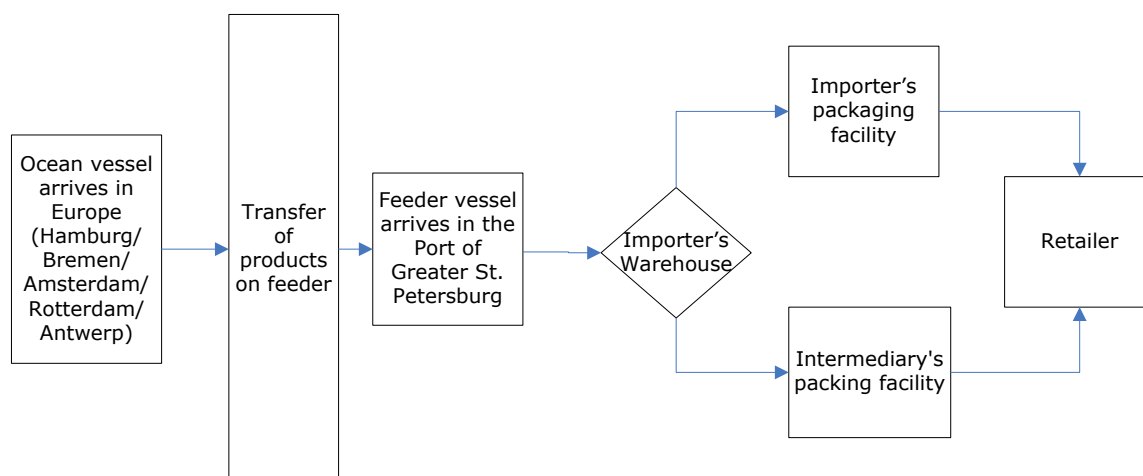 Ocean vessel
arrives in
Europe
(Hamburg/
Bremen/
Amsterdam/
Rotterdam/
Antwerp)
Transfer
of
products
on feeder
Feeder vessel
arrives in the
Port of
Greater St.
Petersburg
Importer’s
Warehouse
Importer’s
packaging
facility
Intermediary's
packing facility
Retailer